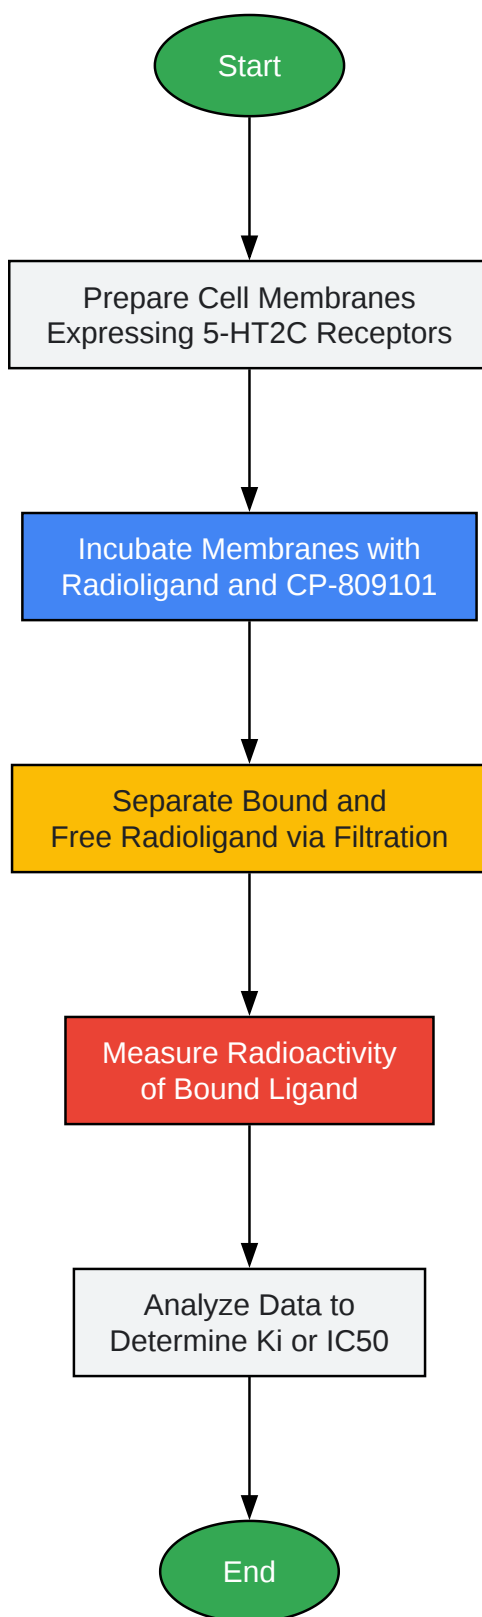 Start
Prepare Cell Membranes
Expressing 5-HT2C Receptors
Incubate Membranes with
Radioligand and CP-809101
Separate Bound and
Free Radioligand via Filtration
Measure Radioactivity
of Bound Ligand
Analyze Data to
Determine Ki or IC50
End